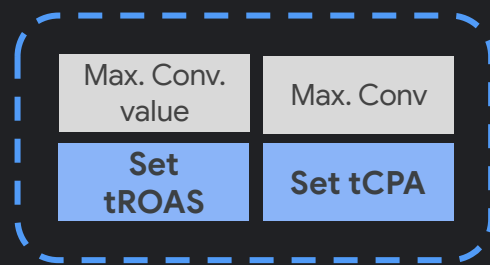 Max. Conv.
value
Max. Conv
Set
tROAS
Set tCPA